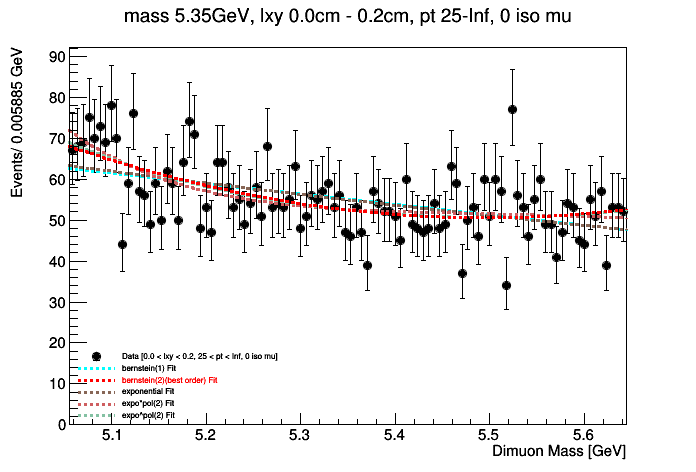 mass 5.35GeV, lxy 0.0cm - 0.2cm, pt 25-Inf, 0 iso mu
Events/ 0.005885 GeV
90
80
70
60
50
40
30
20
10
0
Data [0.0 < lxy < 0.2, 25 < pt < Inf, 0 iso mu]
bernstein(1) Fit
bernstein(2)(best order) Fit
exponential Fit
expo*pol(2) Fit
expo^pol(2) Fit
5.1 5.2 5.3 5.4 5.5 5.6
Dimuon Mass [GeV]